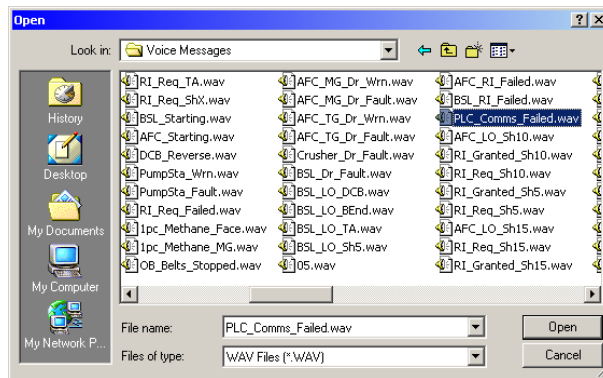 Open
Look in: Voice Messages
History
Desktop
My Documents
My Computer
My Network P...
RI_Req_TA.wav
RI_Req_ShX.wav
BSL_Starting.wav
AFC_Starting.wav
DCB_Reverse.wav
PumpSta_Wrn.wav
PumpSta_Fault.wav
RI_Req_Failed.wav
1pc_Methane_Face.wav
1pc_Methane_MG.wav
OB_Belts_Stopped.wav
AFC_MG_Dr_Wrn.wav
AFC_MG_Dr_Fault.wav
AFC_TG_Dr_Wrn.wav
AFC_TG_Dr_Fault.wav
Crusher_Dr_Fault.wav
BSL_Dr_Fault.wav
BSL_LO_DCB.wav
BSL_LO_BEnd.wav
BSL_LO_TA.wav
BSL_LO_Sh5.wav
05.wav
AFC_RI_Failed.wav
BSL_RI_Failed.wav
PLC_Comms_Failed.wav
AFC_LO_Sh10.wav
RI_Granted_Sh10.wav
RI_Req_Sh10.wav
RI_Granted_Sh5.wav
RI_Req_Sh5.wav
AFC_LO_Sh15.wav
RI_Req_Sh15.wav
RI_Granted_Sh15.wav
File name: PLC_Comms_Failed.wav Open
Files of type: WAV Files (*.WAV) Cancel